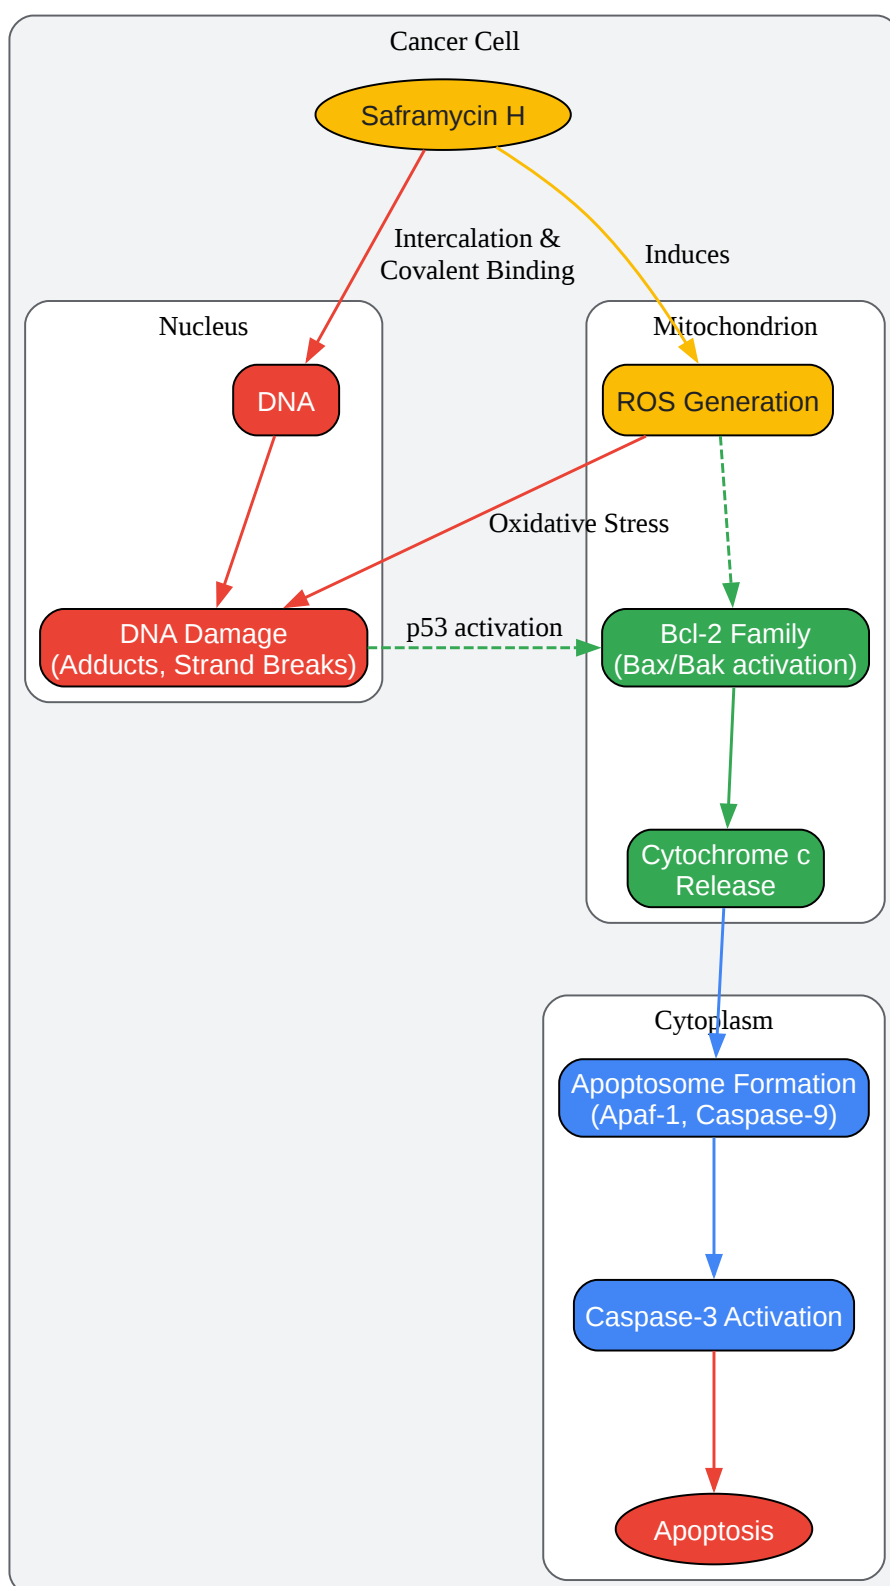 Cancer Cell
Saframycin H
Intercalation &
Covalent Binding
Induces
Nucleus
Mitochondrion
DNA
ROS Generation
Oxidative Stress
DNA Damage
(Adducts, Strand Breaks)
p53 activation
Bcl-2 Family
(Bax/Bak activation)
Cytochrome c
Release
Cytoplasm
Apoptosome Formation
(Apaf-1, Caspase-9)
Caspase-3 Activation
Apoptosis